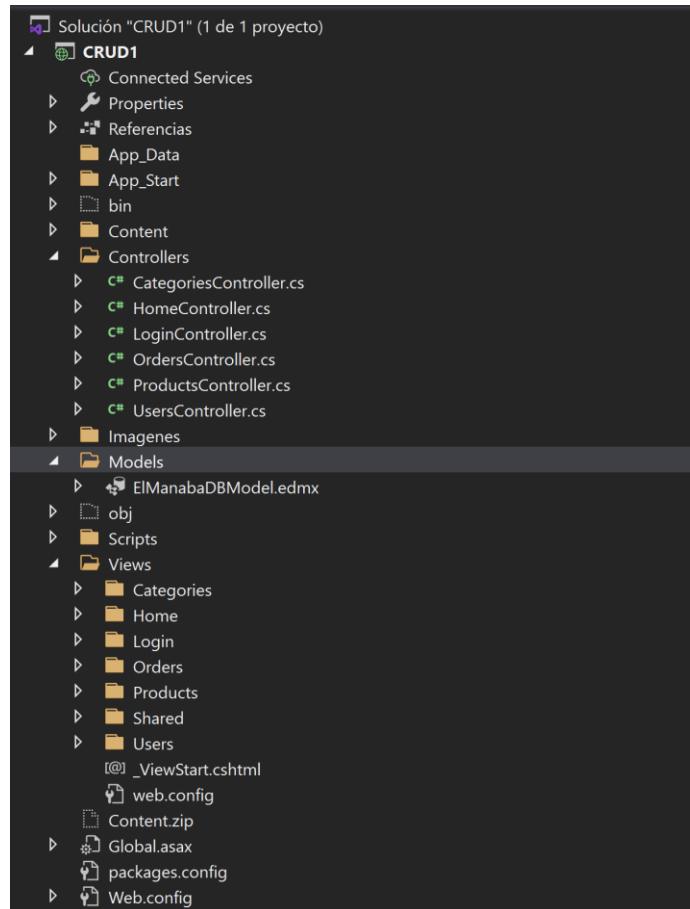 Solución "CRUD1" (1 de 1 proyecto)
CRUD1
Connected Services
Properties
Referencias
App_Data
App_Start
bin
Content
Controllers
C# CategoriesController.cs
C# HomeController.cs
C# LoginController.cs
C# OrdersController.cs
C# ProductsController.cs
C# UsersController.cs
Imagenes
Models
ElManabaDBModel.edmx
obj
Scripts
Views
Categories
Home
Login
Orders
Products
Shared
Users
[@] _ViewStart.cshtml
web.config
Content.zip
Global.asax
packages.config
Web.config